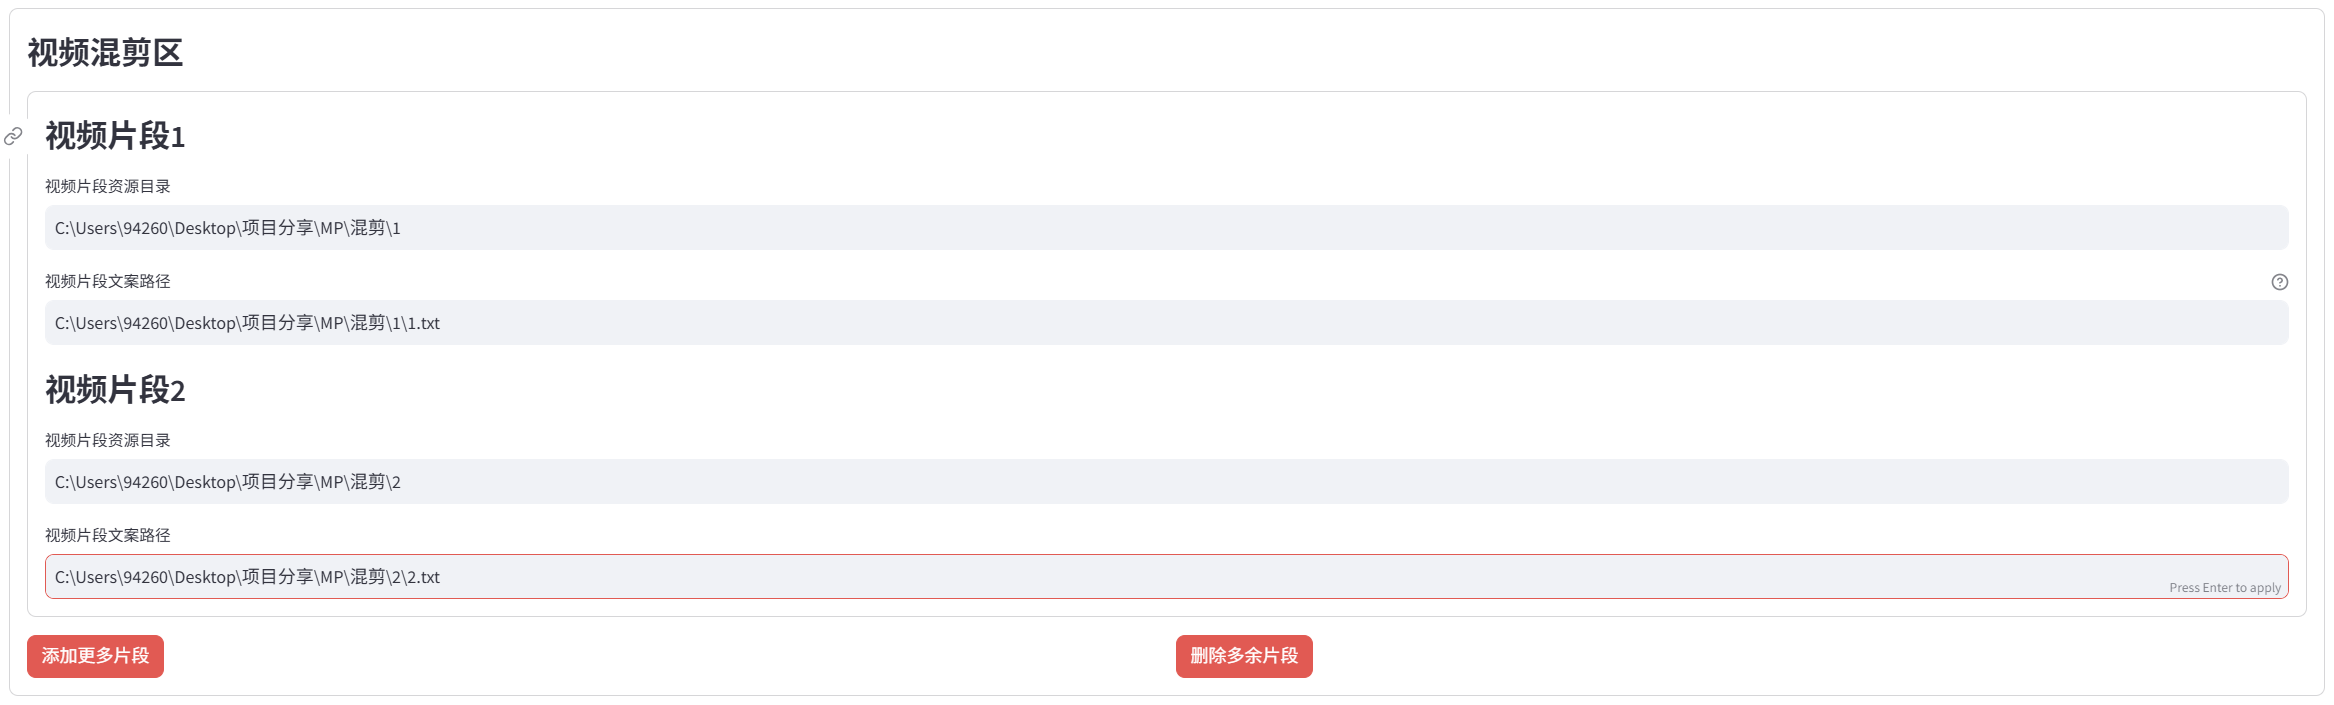 视频混剪区
视频片段1
视频片段资源目录
C:\Users\94260\Desktop\项目分享\MP\混剪\1
视频片段文案路径
C:\Users\94260\Desktop\项目分享\MP\混剪\1\1.txt
视频片段2
视频片段资源目录
C:\Users\94260\Desktop\项目分享\MP\混剪\2
视频片段文案路径
C:\Users\94260\Desktop\项目分享\MP\混剪\2\2.txt
Press Enter to apply
添加更多片段
删除多余片段